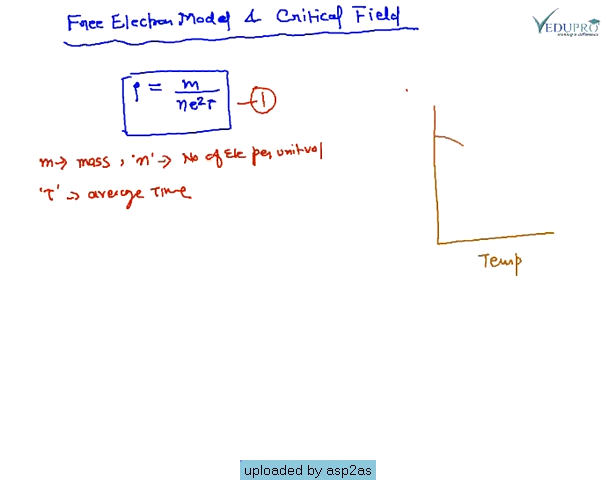 Free Electron Model & Critical Field
VEDUPRO
ρ = m / ne²τ — 1
m → mass, 'n' → No of Ele per unit vol
'τ' → average Time
Temp
uploaded by asp2as